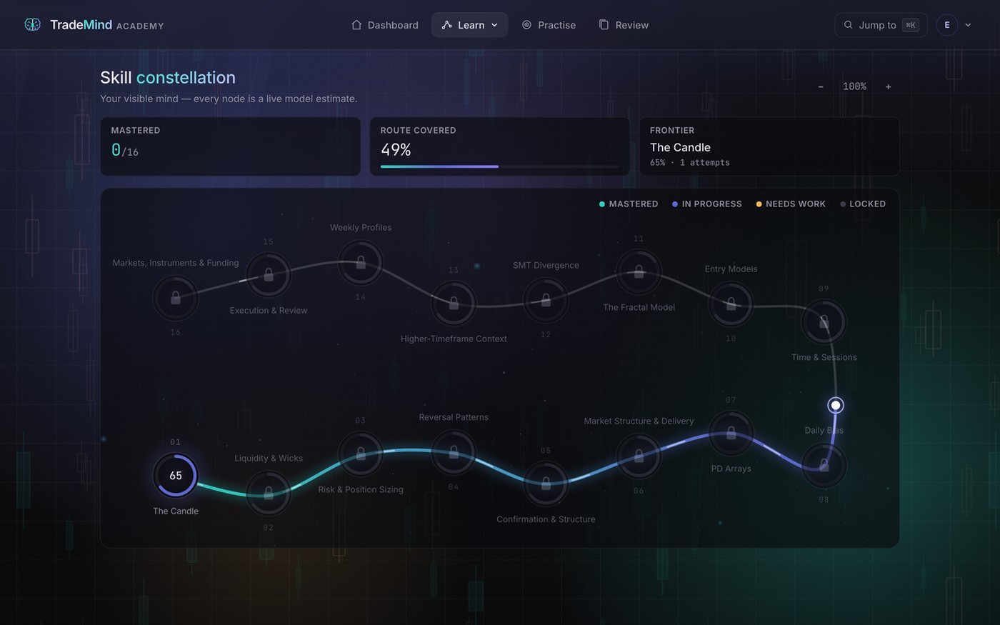 TradeMind ACADEMY
Dashboard
Learn
Practise
Review
Jump to ⌘K
E
Skill constellation
Your visible mind — every node is a live model estimate.
− 100% +
MASTERED
0/16
ROUTE COVERED
49%
FRONTIER
The Candle
65% · 1 attempts
MASTERED
IN PROGRESS
NEEDS WORK
LOCKED
Markets, Instruments & Funding
16
15
Execution & Review
Weekly Profiles
14
13
Higher-Timeframe Context
SMT Divergence
12
11
The Fractal Model
Entry Models
10
09
Time & Sessions
01
65
The Candle
Liquidity & Wicks
02
03
Risk & Position Sizing
Reversal Patterns
04
05
Confirmation & Structure
Market Structure & Delivery
06
07
PD Arrays
Daily Bias
08